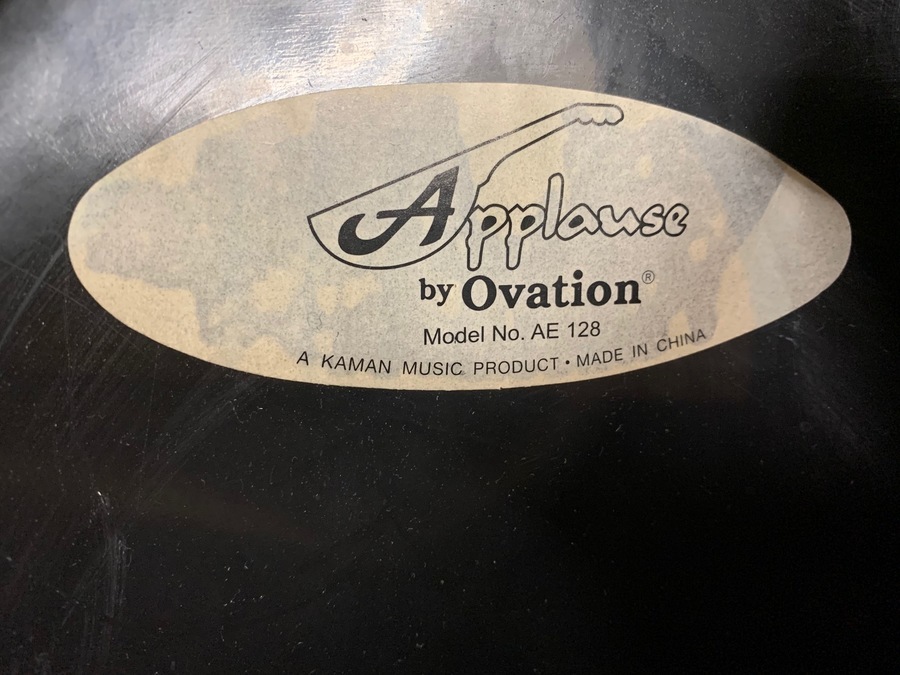 Applause
by Ovation®
Model No. AE 128
A KAMAN MUSIC PRODUCT • MADE IN CHINA